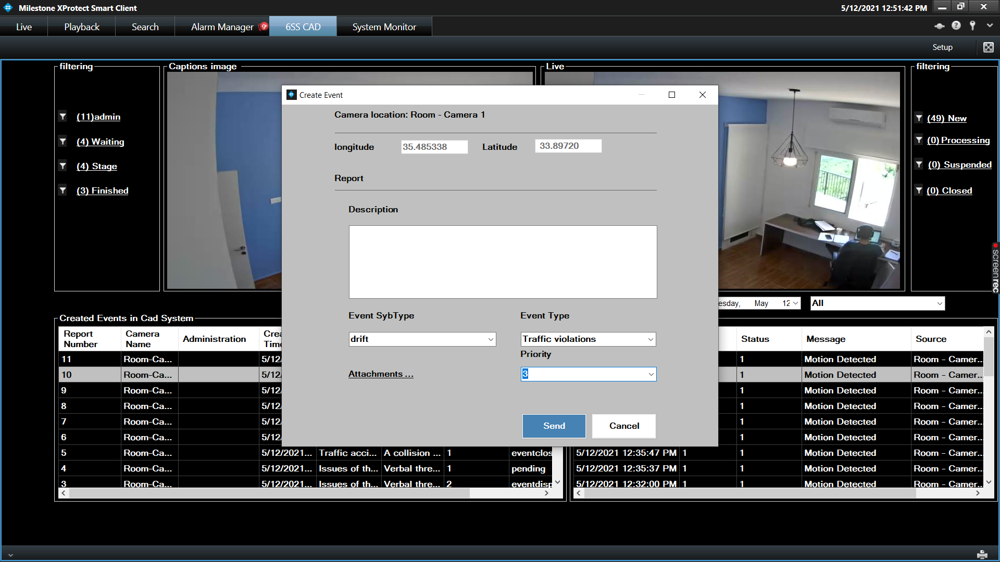 Milestone XProtect Smart Client
5/12/2021 12:51:42 PM
Live
Playback
Search
Alarm Manager
9+
6SS CAD
System Monitor
Setup
filtering
(11)admin
(4) Waiting
(4) Stage
(3) Finished
Captions image
Live
filtering
(49) New
(0) Processing
(0) Suspended
(0) Closed
Create Event
Camera location: Room - Camera 1
longitude
35.485338
Latitude
33.89720
Report
Description
Event SybType
Event Type
drift
Traffic violations
Priority
Attachments ...
3
Send
Cancel
esday, May 12
All
screenrec
Created Events in Cad System
Report Number
Camera Name
Administration
Crea
Time
11 Room-Ca... 5/12/
10 Room-Ca... 5/12/
9 Room-Ca... 5/12/
8 Room-Ca... 5/12/
7 Room-Ca... 5/12/
6 Room-Ca... 5/12/
5 Room-Ca... 5/12/2021... Traffic acci... A collision ... 1 eventclos
4 Room-Ca... 5/12/2021... Issues of th... Verbal thre... 1 pending
3 Room-Ca... 5/12/2021... Issues of th... Verbal thre... 2 eventdisp
Status
Message
Source
1 Motion Detected Room - Camer...
1 Motion Detected Room - Camer...
1 Motion Detected Room - Camer...
1 Motion Detected Room - Camer...
1 Motion Detected Room - Camer...
1 Motion Detected Room - Camer...
5/12/2021 12:35:47 PM 1 1 Motion Detected Room - Camer...
5/12/2021 12:35:37 PM 1 1 Motion Detected Room - Camer...
5/12/2021 12:32:00 PM 1 1 Motion Detected Room - Camer...